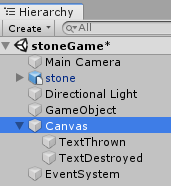 Hierarchy
Create All
stoneGame*
Main Camera
stone
Directional Light
GameObject
Canvas
TextThrown
TextDestroyed
EventSystem